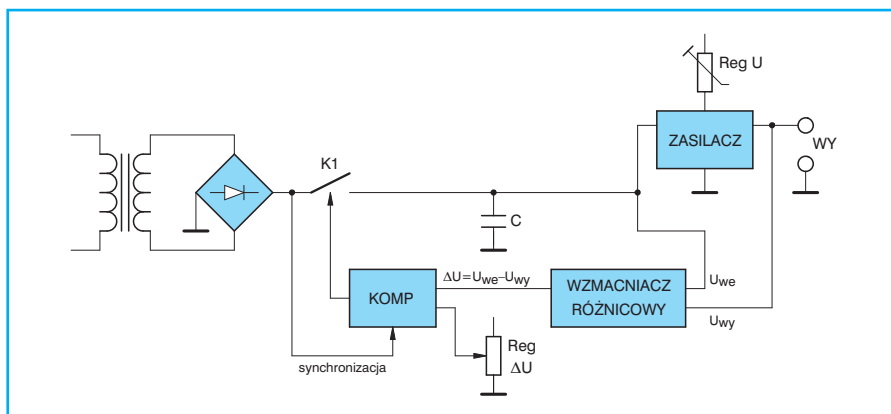 Reg U
ZASILACZ
WY
K1
C
ΔU=Uwe–Uwy
KOMP
WZMACNIACZ
RÓŻNICOWY
Uwe
Uwy
Reg
ΔU
synchronizacja